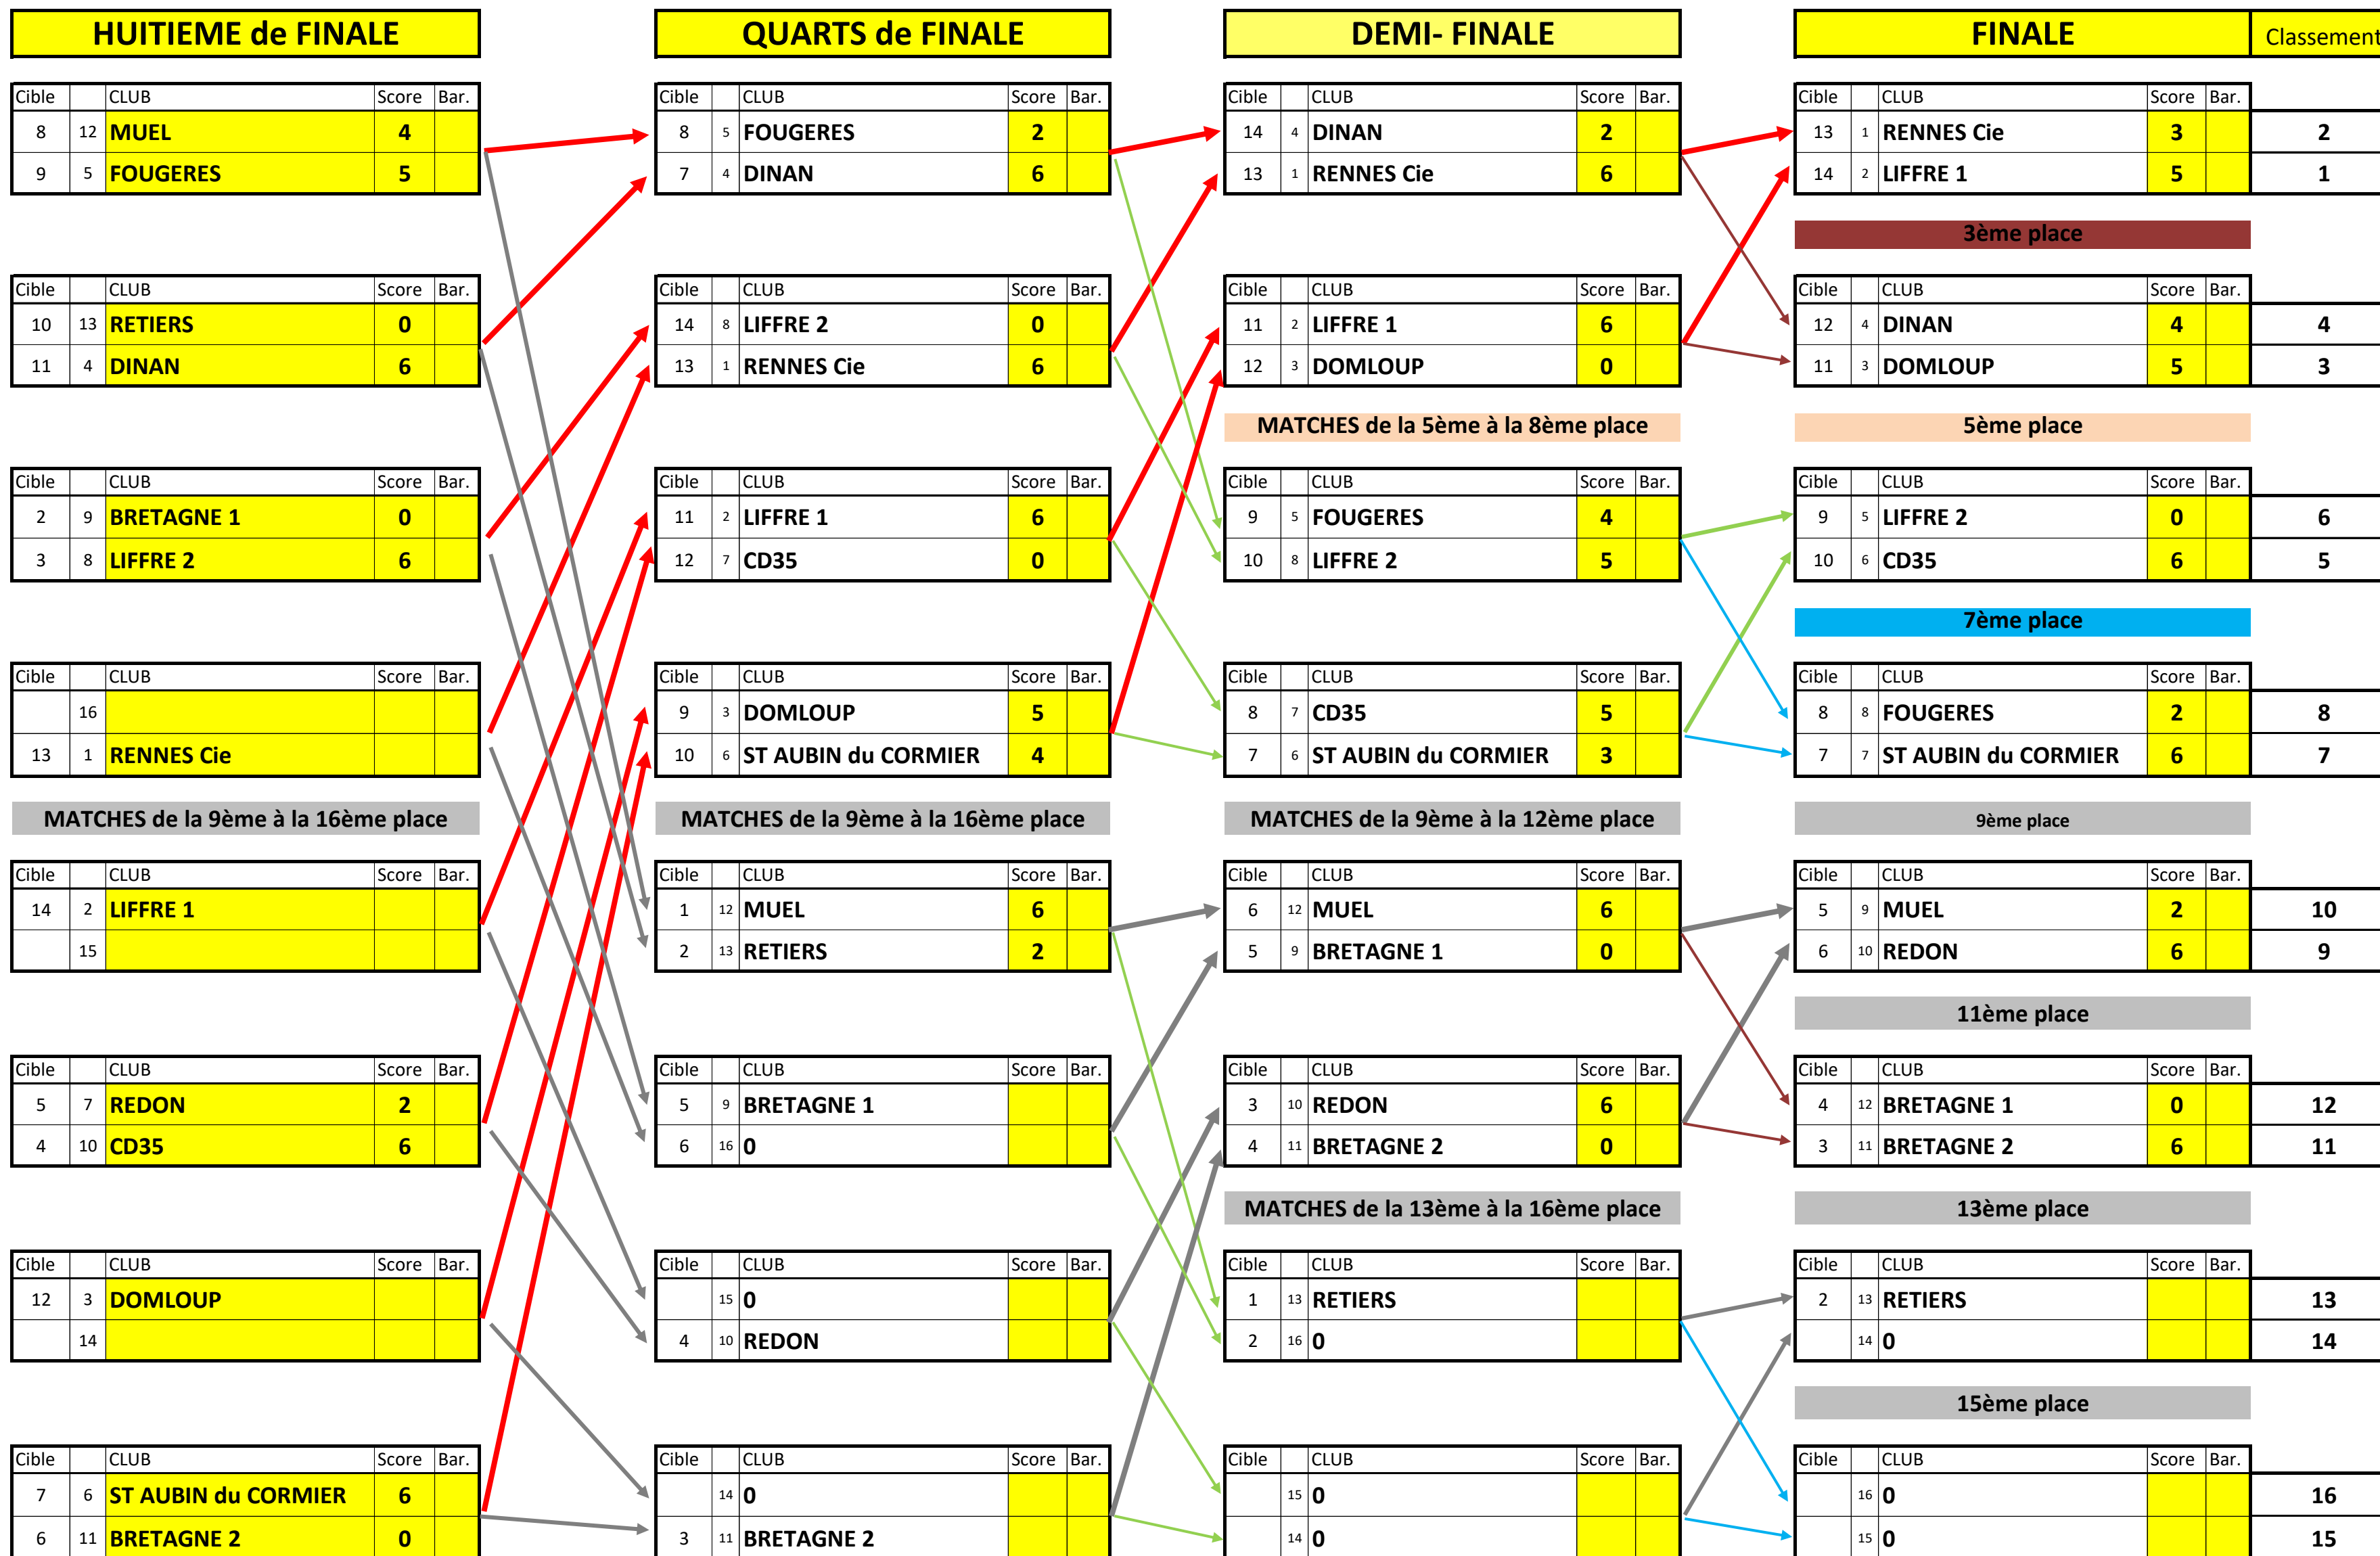 HUITIEME de FINALE QUARTS de FINALE DEMI- FINALE FINALE Classement
Cible CLUB Score Bar. Cible CLUB Score Bar. Cible CLUB Score Bar. Cible CLUB Score Bar.
8 12 MUEL 4 8 5 FOUGERES 2 14 4 DINAN 2 13 1 RENNES Cie 3 2
9 5 FOUGERES 5 7 4 DINAN 6 13 1 RENNES Cie 6 14 2 LIFFRE 1 5 1
3ème place
Cible CLUB Score Bar. Cible CLUB Score Bar. Cible CLUB Score Bar. Cible CLUB Score Bar.
10 13 RETIERS 0 14 8 LIFFRE 2 0 11 2 LIFFRE 1 6 12 4 DINAN 4 4
11 4 DINAN 6 13 1 RENNES Cie 6 12 3 DOMLOUP 0 11 3 DOMLOUP 5 3
MATCHES de la 5ème à la 8ème place 5ème place
Cible CLUB Score Bar. Cible CLUB Score Bar. Cible CLUB Score Bar. Cible CLUB Score Bar.
2 9 BRETAGNE 1 0 11 2 LIFFRE 1 6 9 5 FOUGERES 4 9 5 LIFFRE 2 0 6
3 8 LIFFRE 2 6 12 7 CD35 0 10 8 LIFFRE 2 5 10 6 CD35 6 5
7ème place
Cible CLUB Score Bar. Cible CLUB Score Bar. Cible CLUB Score Bar. Cible CLUB Score Bar.
16 9 3 DOMLOUP 5 8 7 CD35 5 8 8 FOUGERES 2 8
13 1 RENNES Cie 10 6 ST AUBIN du CORMIER 4 7 6 ST AUBIN du CORMIER 3 7 7 ST AUBIN du CORMIER 6 7
MATCHES de la 9ème à la 16ème place MATCHES de la 9ème à la 16ème place MATCHES de la 9ème à la 12ème place 9ème place
Cible CLUB Score Bar. Cible CLUB Score Bar. Cible CLUB Score Bar. Cible CLUB Score Bar.
14 2 LIFFRE 1 1 12 MUEL 6 6 12 MUEL 6 5 9 MUEL 2 10
15 2 13 RETIERS 2 5 9 BRETAGNE 1 0 6 10 REDON 6 9
11ème place
Cible CLUB Score Bar. Cible CLUB Score Bar. Cible CLUB Score Bar. Cible CLUB Score Bar.
5 7 REDON 2 5 9 BRETAGNE 1 3 10 REDON 6 4 12 BRETAGNE 1 0 12
4 10 CD35 6 6 16 0 4 11 BRETAGNE 2 0 3 11 BRETAGNE 2 6 11
MATCHES de la 13ème à la 16ème place 13ème place
Cible CLUB Score Bar. Cible CLUB Score Bar. Cible CLUB Score Bar. Cible CLUB Score Bar.
12 3 DOMLOUP 15 0 1 13 RETIERS 2 13 RETIERS 13
14 4 10 REDON 2 16 0 14 0 14
15ème place
Cible CLUB Score Bar. Cible CLUB Score Bar. Cible CLUB Score Bar. Cible CLUB Score Bar.
7 6 ST AUBIN du CORMIER 6 14 0 15 0 16 0 16
6 11 BRETAGNE 2 0 3 11 BRETAGNE 2 14 0 15 0 15